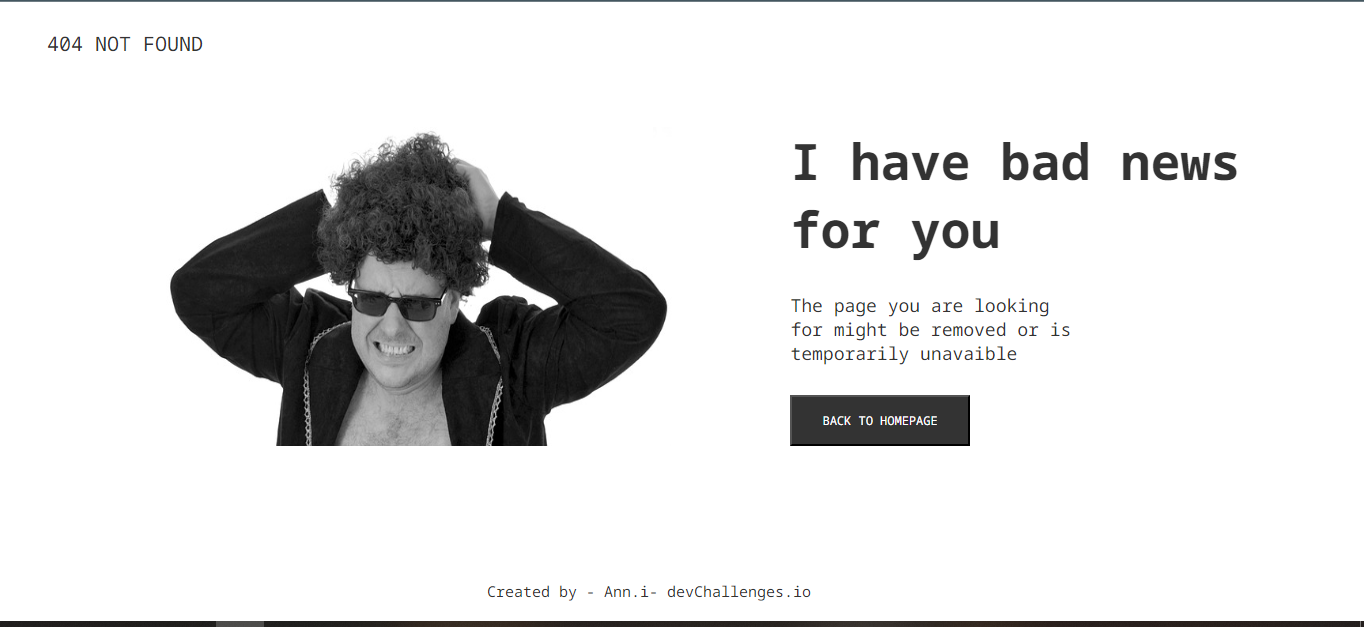 404 NOT FOUND
I have bad news
for you
The page you are looking
for might be removed or is
temporarily unavaible
BACK TO HOMEPAGE
Created by - Ann.i- devChallenges.io